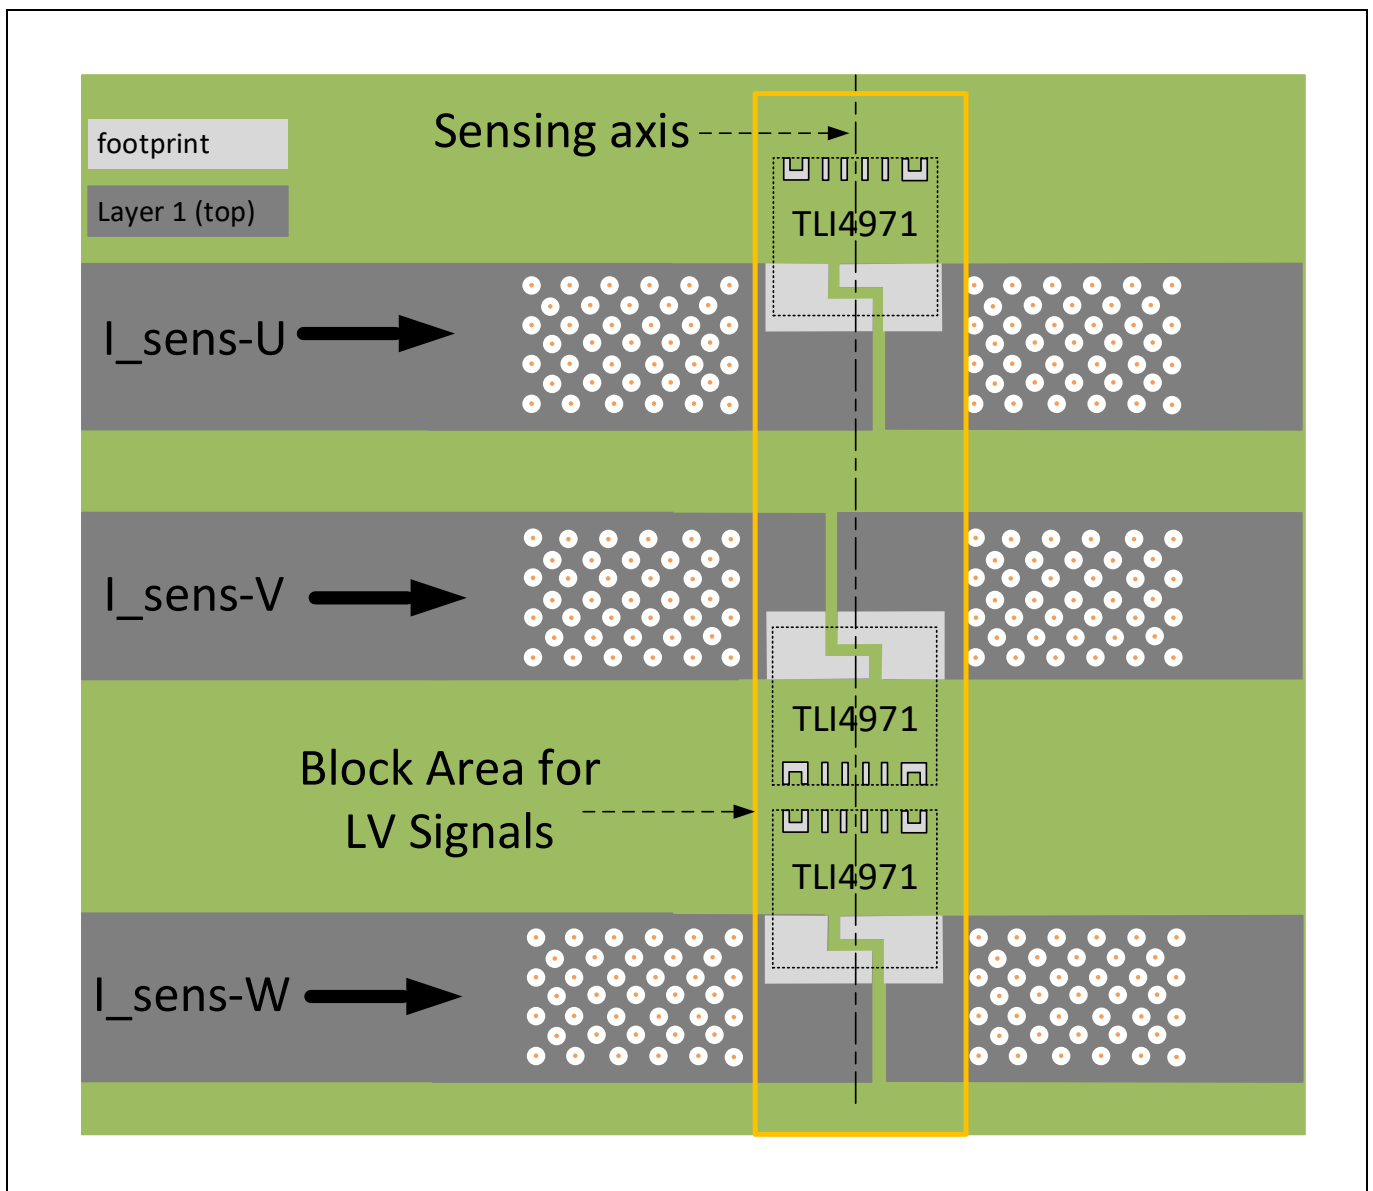 Sensing axis
footprint
Layer 1 (top)
TLI4971
I_sens-U
I_sens-V
TLI4971
Block Area for
LV Signals
TLI4971
I_sens-W